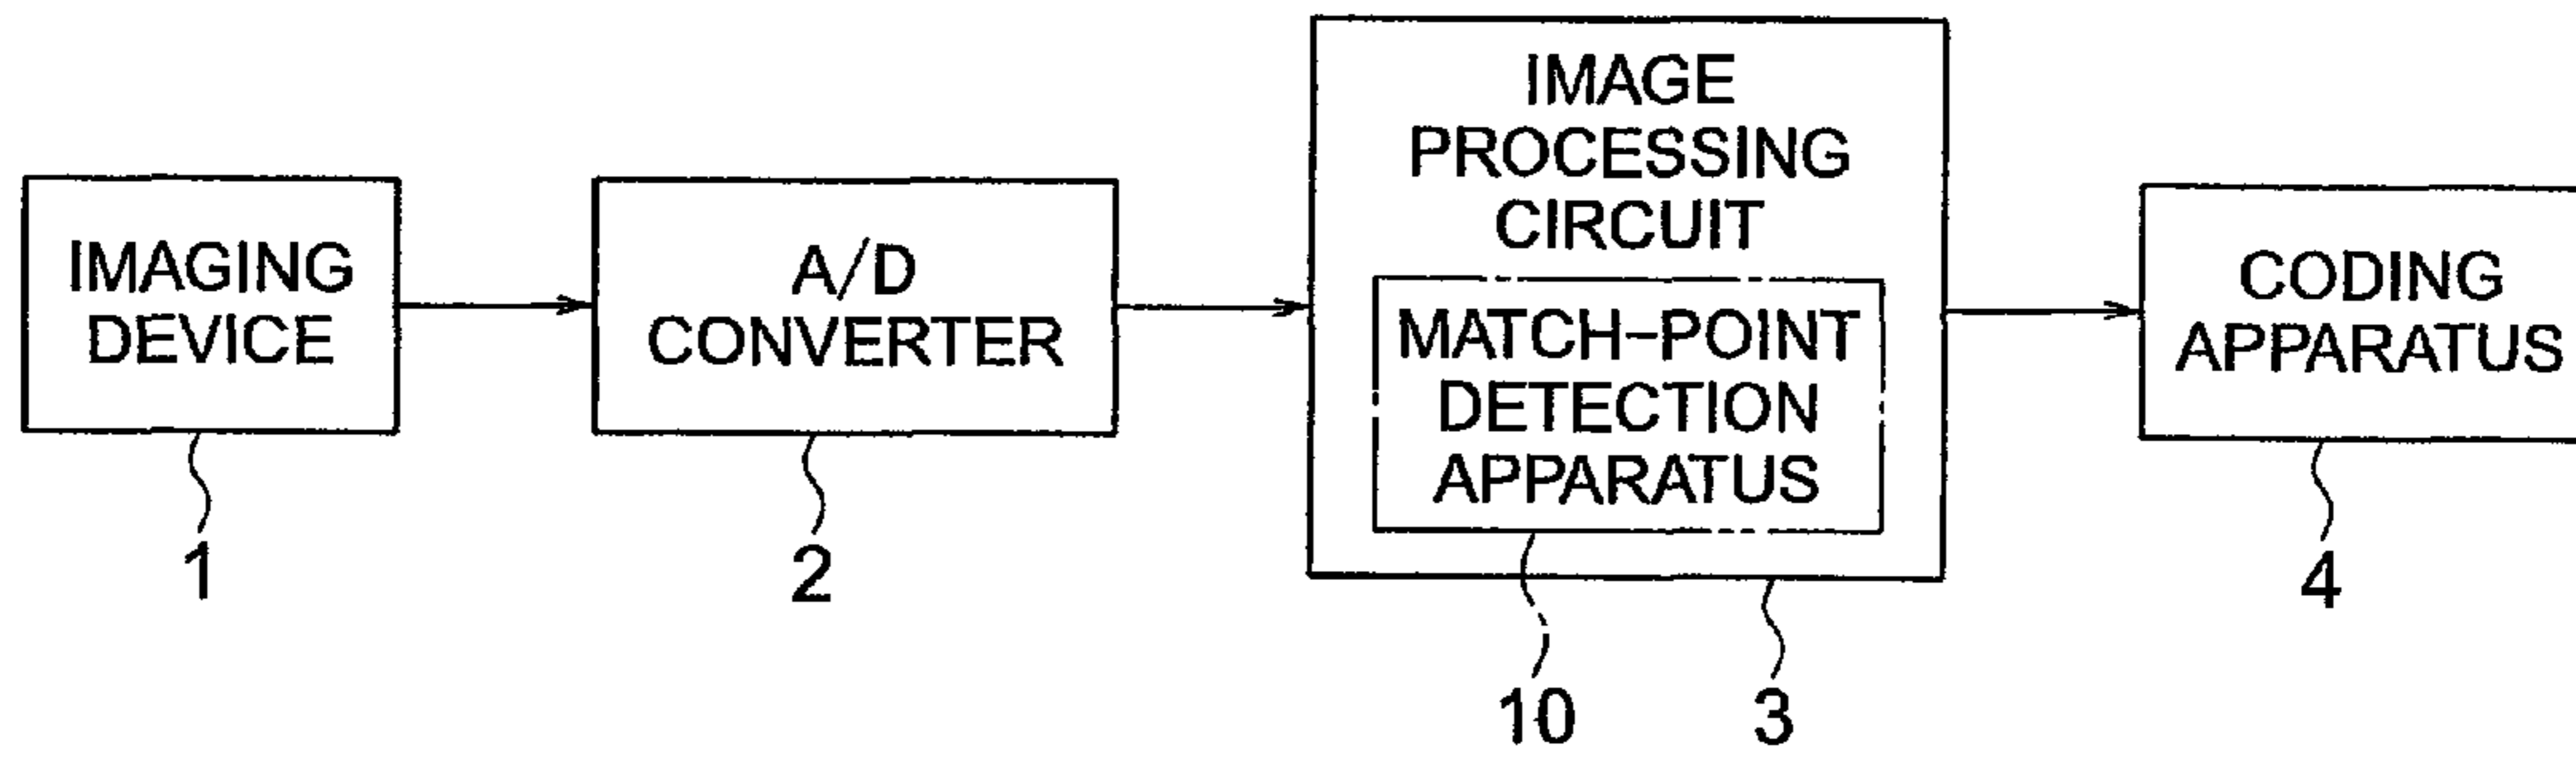 IMAGING
DEVICE
1
A/D
CONVERTER
2
IMAGE
PROCESSING
CIRCUIT
MATCH-POINT
DETECTION
APPARATUS
10
3
CODING
APPARATUS
4